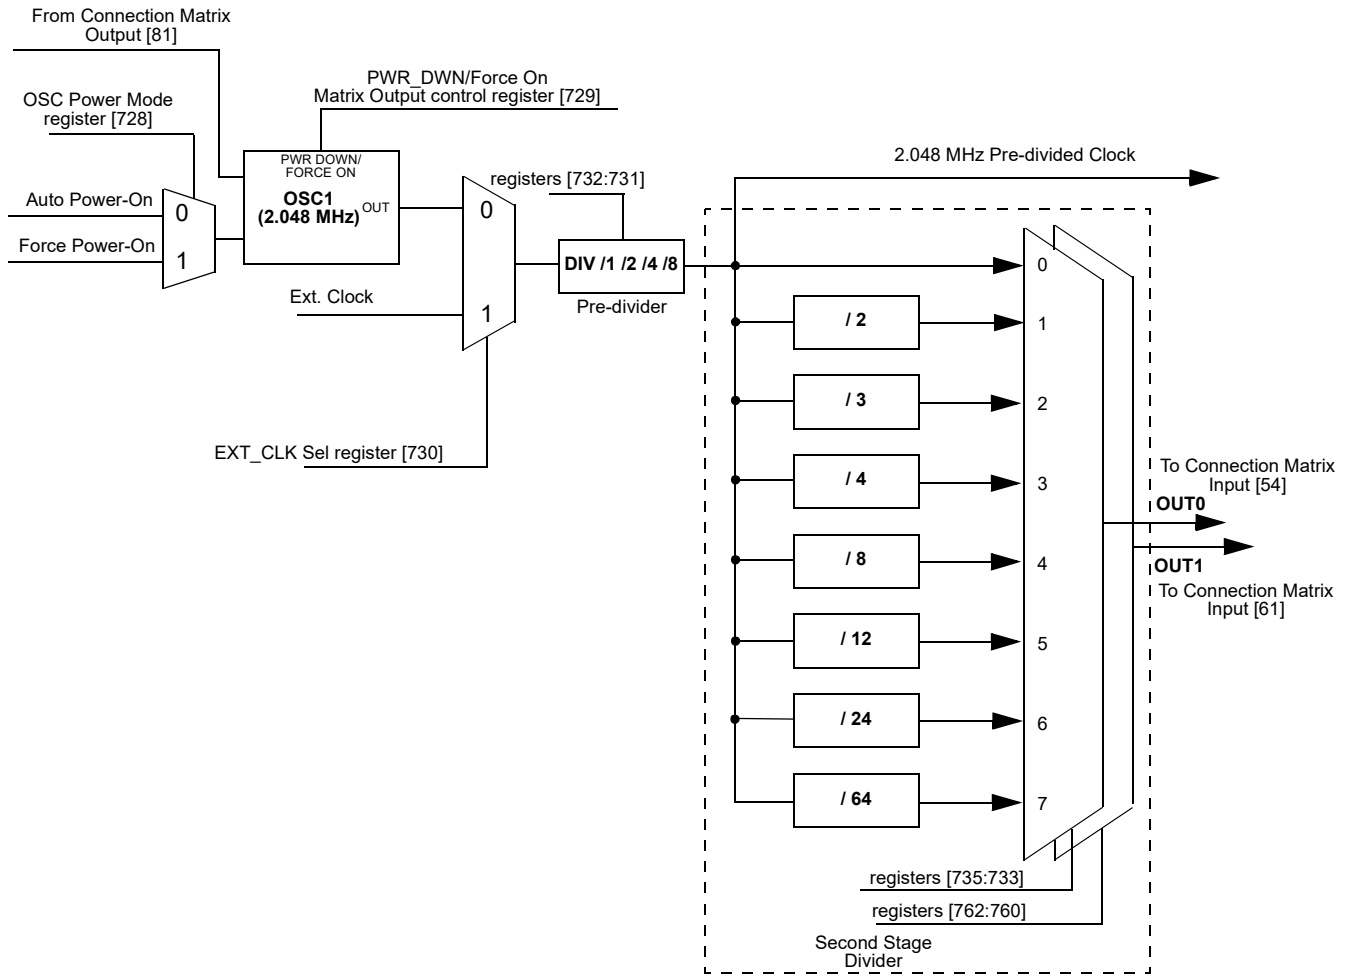 From Connection Matrix
Output [81]
PWR_DWN/Force On
Matrix Output control register [729]
OSC Power Mode
register [728]
PWR DOWN/
FORCE ON
OSC1
(2.048 MHz)
OUT
Auto Power-On
0
Force Power-On
1
registers [732:731]
0
Ext. Clock
1
EXT_CLK Sel register [730]
DIV /1 /2 /4 /8
Pre-divider
2.048 MHz Pre-divided Clock
0
/ 2
1
/ 3
2
/ 4
3
/ 8
4
/ 12
5
/ 24
6
/ 64
7
To Connection Matrix
Input [54]
OUT0
OUT1
To Connection Matrix
Input [61]
registers [735:733]
registers [762:760]
Second Stage
Divider